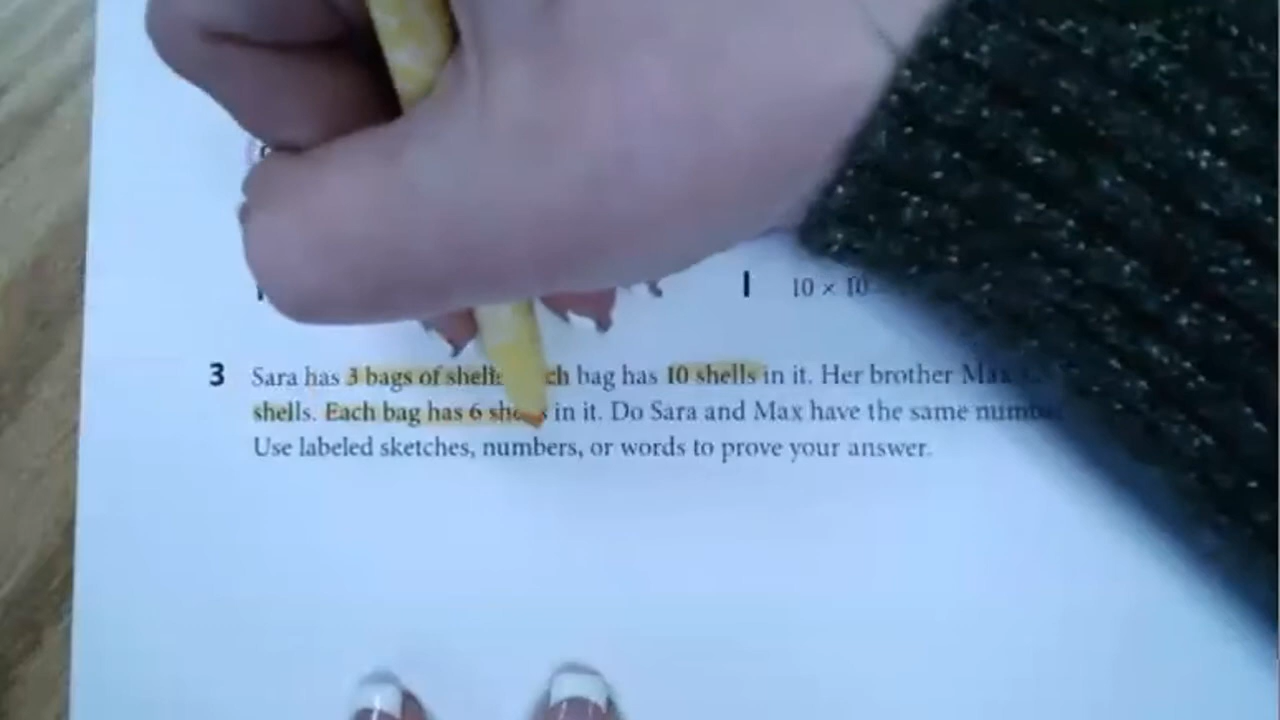 l 10 × 10
3 Sara has 3 bags of shells ch bag has 10 shells in it. Her brother Max
shells. Each bag has 6 shells in it. Do Sara and Max have the same
Use labeled sketches, numbers, or words to prove your answer.